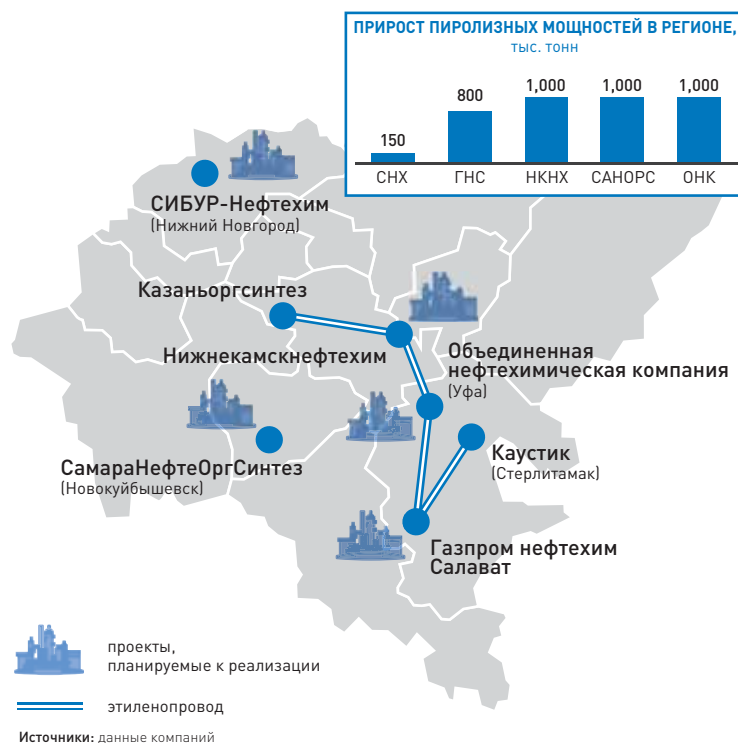 ПРИРОСТ ПИРОЛИЗНЫХ МОЩНОСТЕЙ В РЕГИОНЕ,
тыс. тонн
150
800
1,000
1,000
1,000
СНХ
ГНС
НКНХ
САНОРС
ОНК
СИБУР-Нефтехим
(Нижний Новгород)
Казаньоргсинтез
Нижнекамскнефтехим
Объединенная
нефтехимическая компания
(Уфа)
Каустик
(Стерлитамак)
СамараНефтеОргСинтез
(Новокуйбышевск)
Газпром нефтехим
Салават
проекты,
планируемые к реализации
этиленопровод
Источники: данные компаний